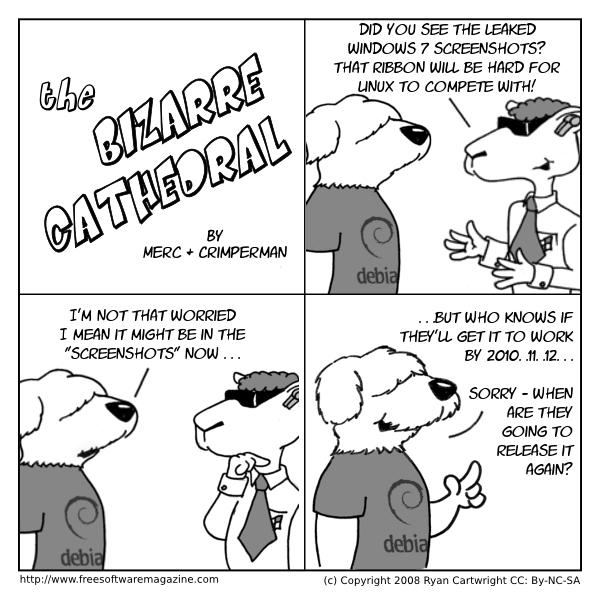 the
BIZARRE
CATHEDRAL
BY
MERC + CRIMPERMAN
DID YOU SEE THE LEAKED
WINDOWS 7 SCREENSHOTS?
THAT RIBBON WILL BE HARD FOR
LINUX TO COMPETE WITH!
debia
I'M NOT THAT WORRIED
I MEAN IT MIGHT BE IN THE
"SCREENSHOTS" NOW . . .
debia
. . .BUT WHO KNOWS IF
THEY'LL GET IT TO WORK
BY 2010. .11. .12. . .
SORRY - WHEN
ARE THEY
GOING TO
RELEASE IT
AGAIN?
debian
http://www.freesoftwaremagazine.com
(c) Copyright 2008 Ryan Cartwright CC: By-NC-SA